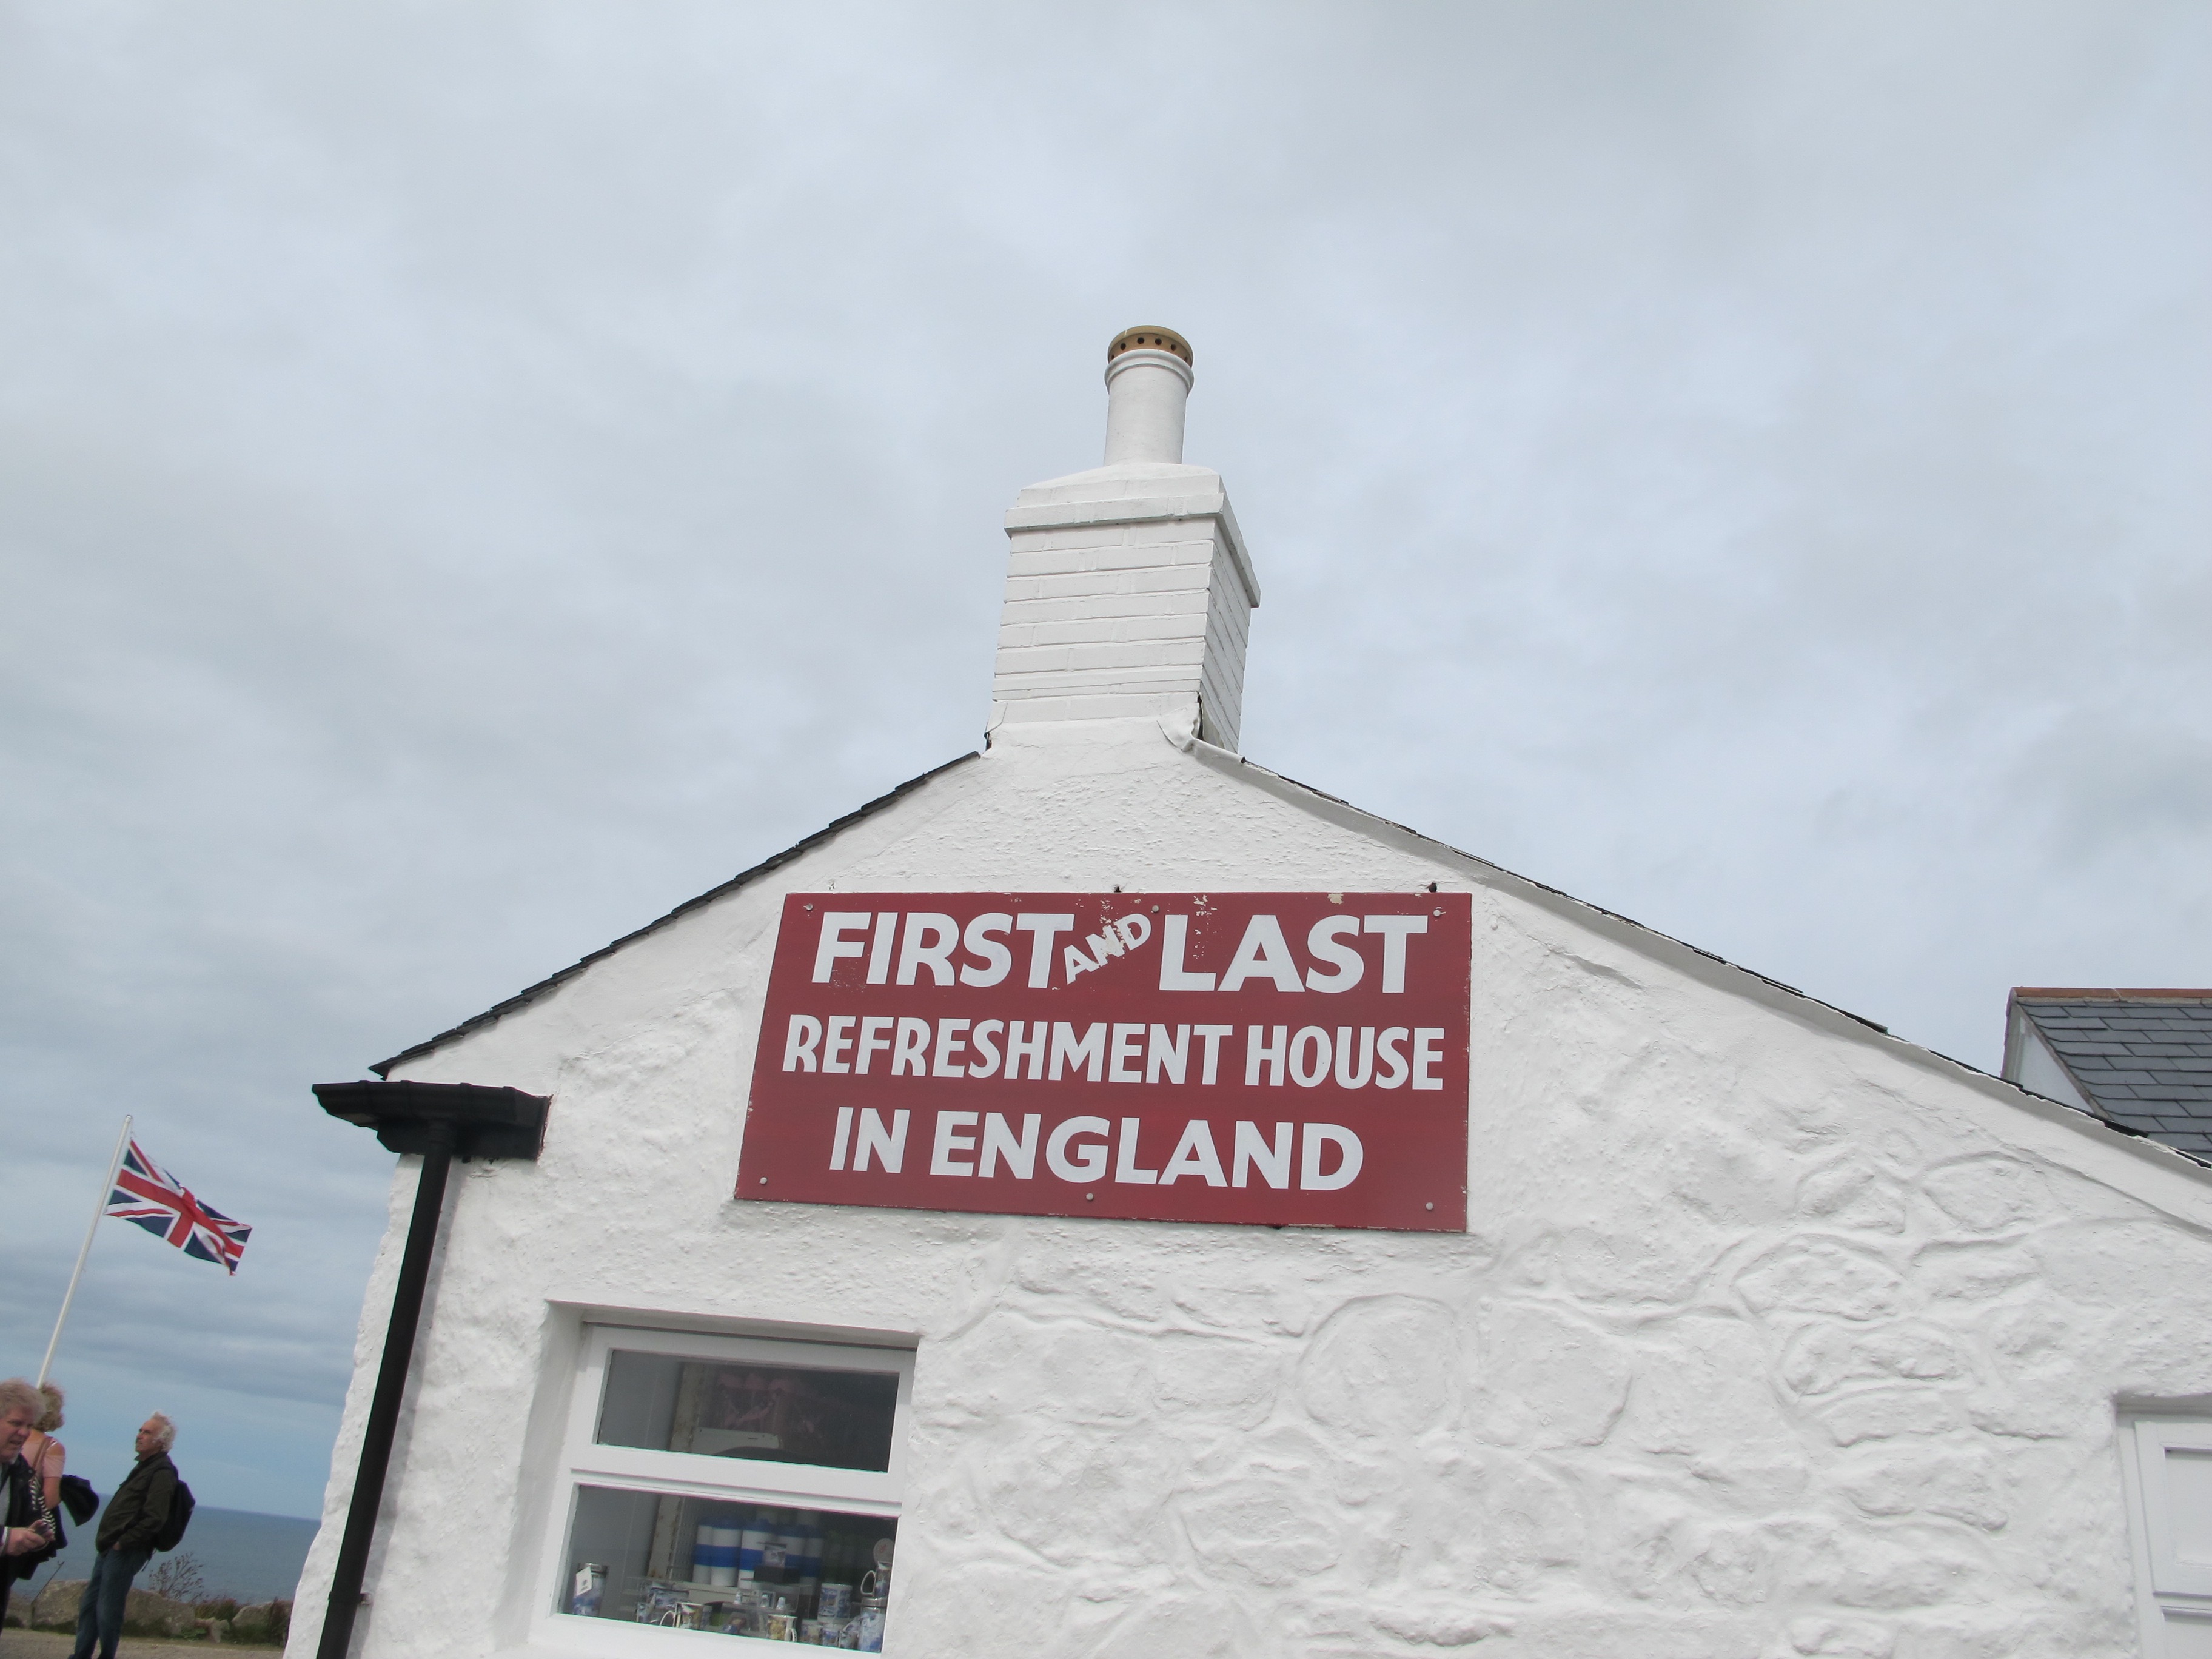 FIRST AND LAST
REFRESHMENT HOUSE
IN ENGLAND